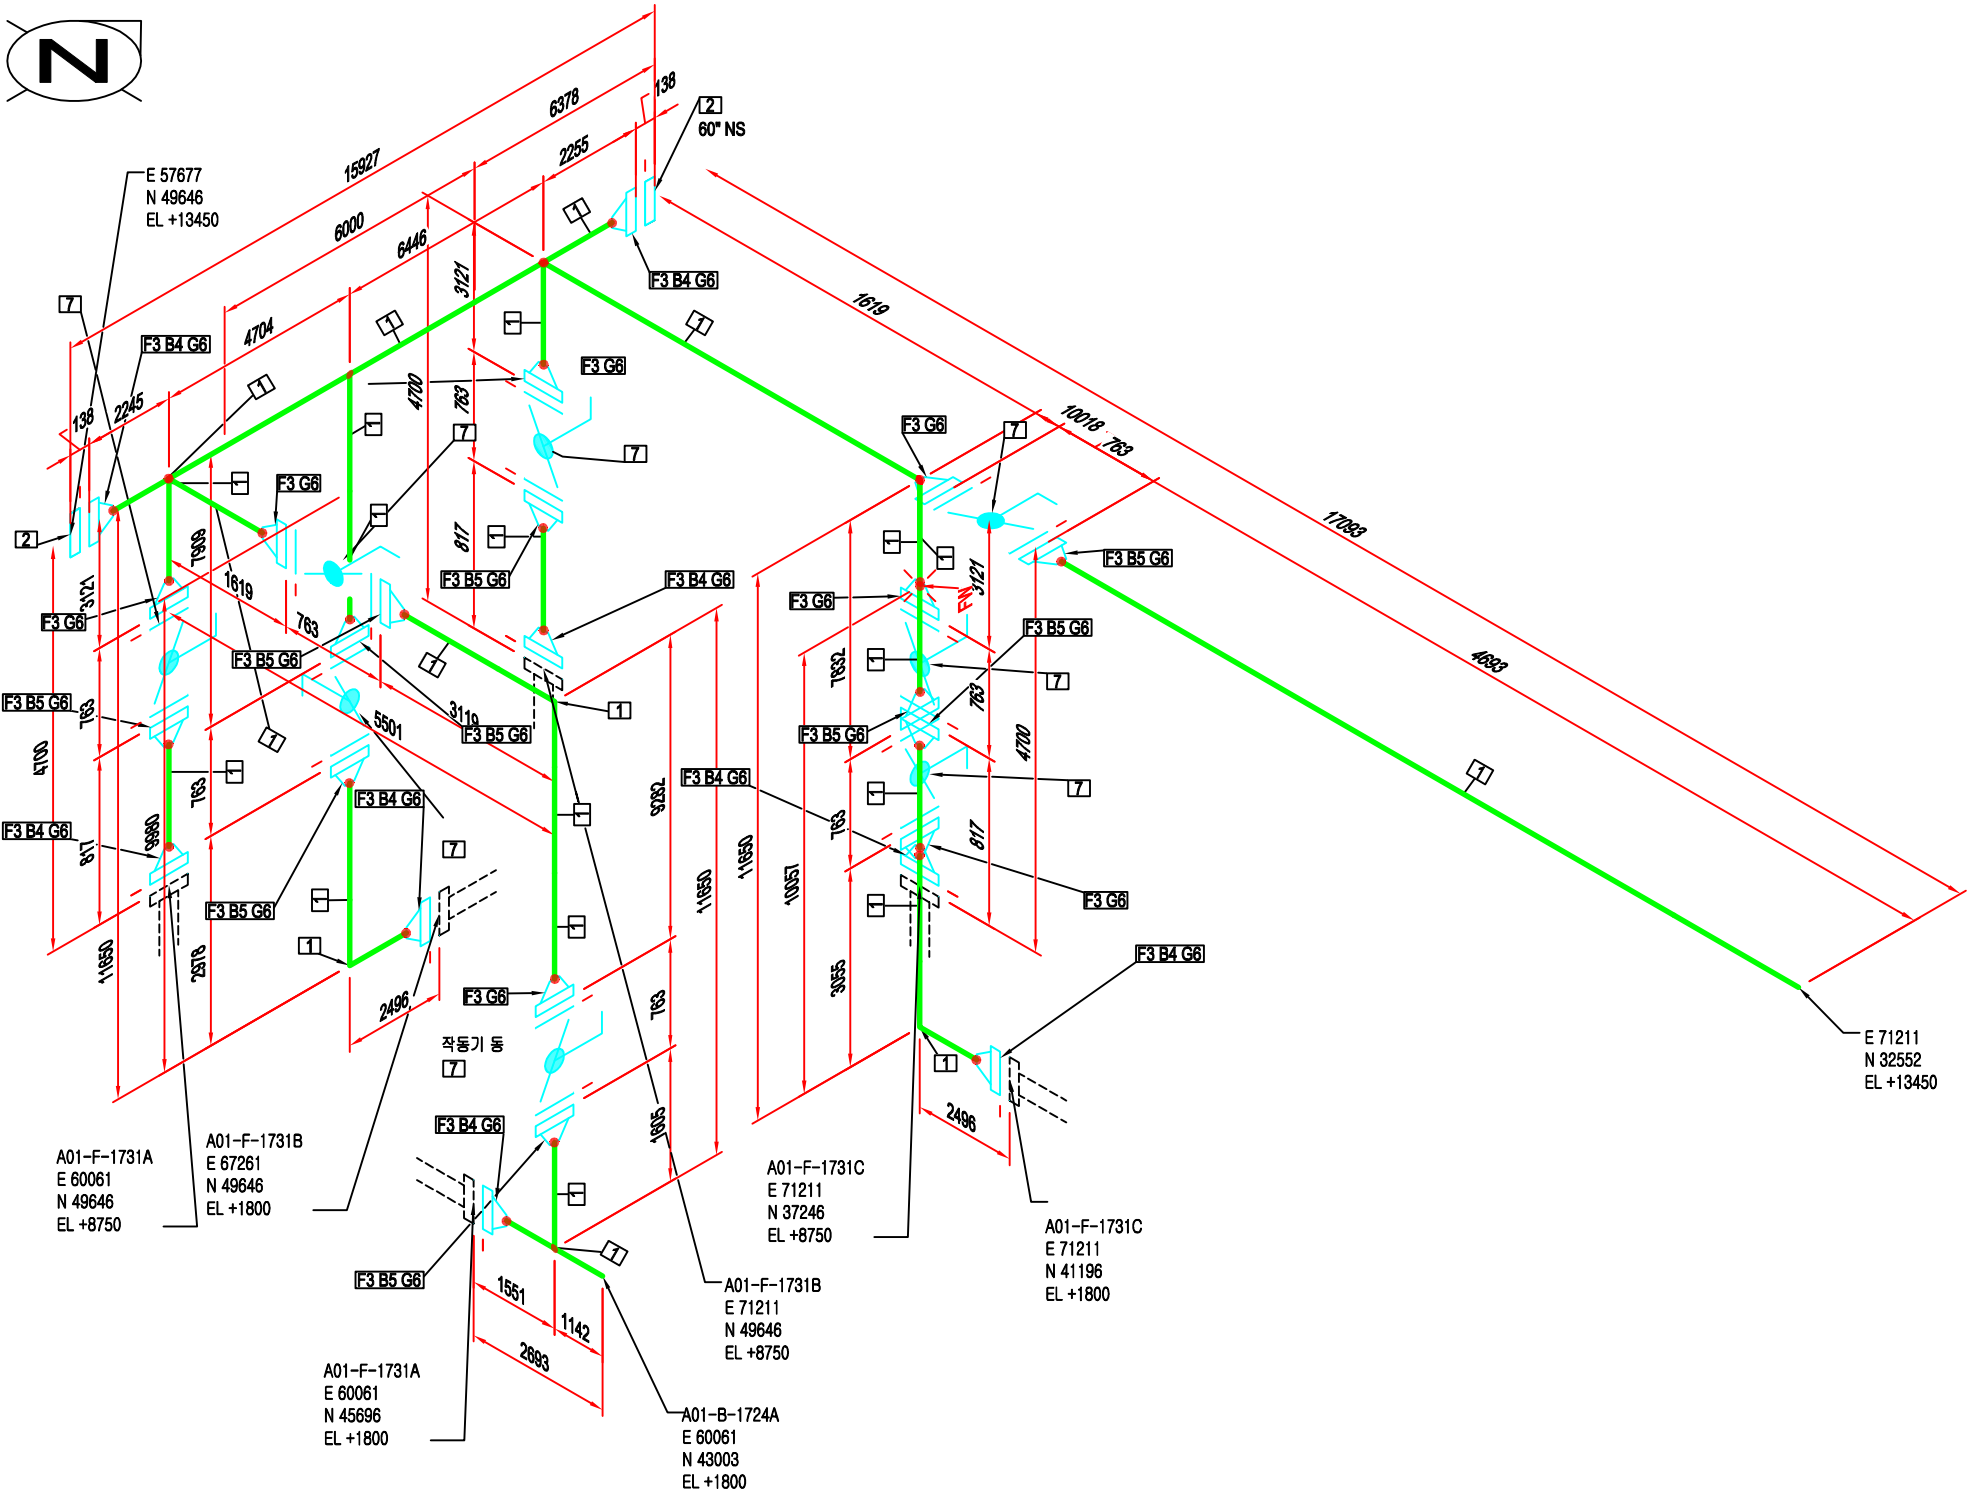 N
15927
6378
138
2
60" NS
2255
6000
6446
E 57677
N 49646
EL +13450
1
3121
F3 B4 G6
7
4704
1
1619
1
1
F3 B4 G6
F3 G6
4700
763
1
138
2245
1
7
7
F3 G6
7
10018
763
1
F3 G6
1
2
7909
1
817
1
1
1
17093
F3 B5 G6
F3 B5 G6
F3 B4 G6
3121
1619
F3 G6
763
F3 G6
FW
3121
F3 B5 G6
F3 B5 G6
1
1
7832
4693
F3 B5 G6
763
5501
3119
F3 B5 G6
1
7
763
F3 B5 G6
4700
4700
1
763
F3 B4 G6
1
9282
F3 B4 G6
1
7
1
F3 B4 G6
817
9980
7
763
817
11650
11650
10057
F3 B5 G6
1
F3 G6
1
1
1
F3 B4 G6
11650
2978
3055
2496
F3 G6
763
작동기 동
7
1
E 71211
N 32552
EL +13450
F3 B4 G6
1805
2496
A01-F-1731A
E 60061
N 49646
EL +8750
A01-F-1731B
E 67261
N 49646
EL +1800
A01-F-1731C
E 71211
N 37246
EL +8750
1
1
A01-F-1731C
E 71211
N 41196
EL +1800
F3 B5 G6
1551
1142
2693
A01-F-1731B
E 71211
N 49646
EL +8750
A01-F-1731A
E 60061
N 45696
EL +1800
A01-B-1724A
E 60061
N 43003
EL +1800